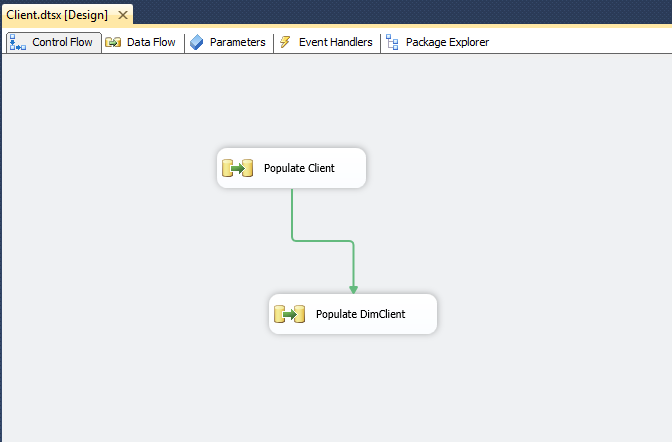 Client.dtsx [Design]
Control Flow
Data Flow
Parameters
Event Handlers
Package Explorer
Populate Client
Populate DimClient